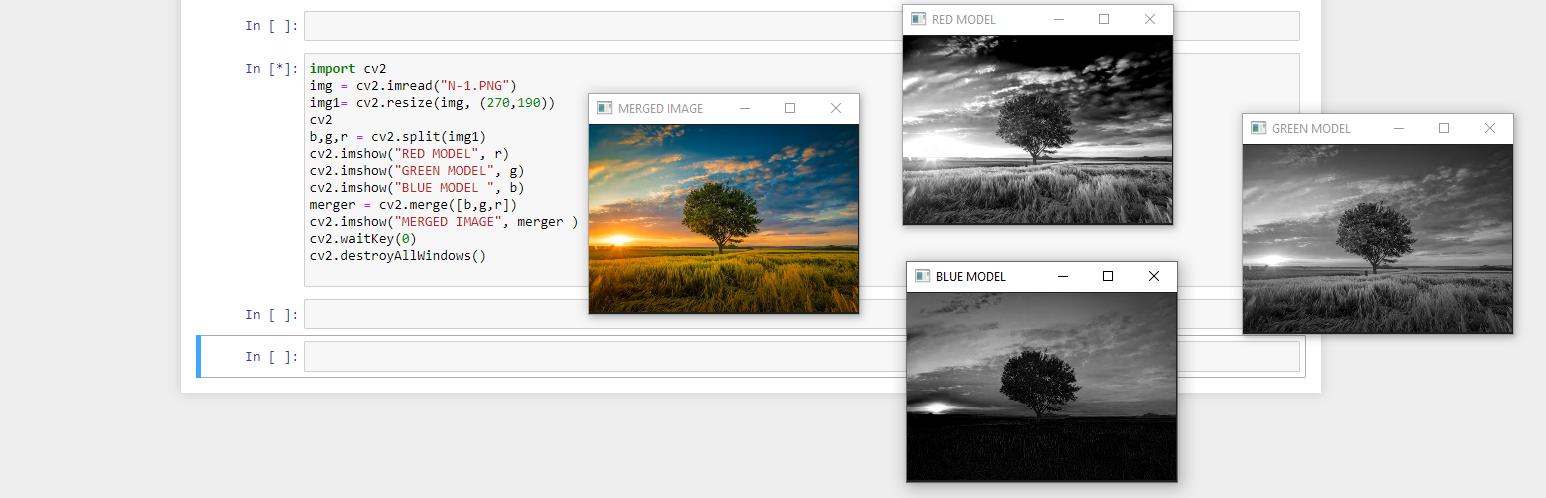 In [ ]:
In [*]:
import cv2
img = cv2.imread("N-1.PNG")
img1= cv2.resize(img, (270,190))
cv2
b,g,r = cv2.split(img1)
cv2.imshow("RED MODEL", r)
cv2.imshow("GREEN MODEL", g)
cv2.imshow("BLUE MODEL ", b)
merger = cv2.merge([b,g,r])
cv2.imshow("MERGED IMAGE", merger )
cv2.waitKey(0)
cv2.destroyAllWindows()
In [ ]:
In [ ]:
MERGED IMAGE
RED MODEL
GREEN MODEL
BLUE MODEL